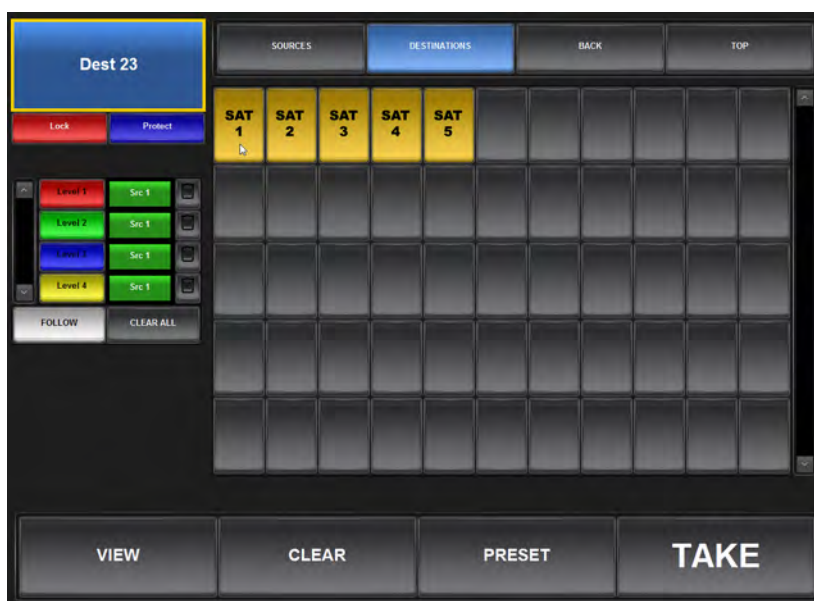 Dest 23
SOURCES
DESTINATIONS
BACK
TOP
Lock
Protect
SAT 1
SAT 2
SAT 3
SAT 4
SAT 5
Level 1
Src 1
Level 2
Src 1
Level 3
Src 1
Level 4
Src 1
FOLLOW
CLEAR ALL
VIEW
CLEAR
PRESET
TAKE